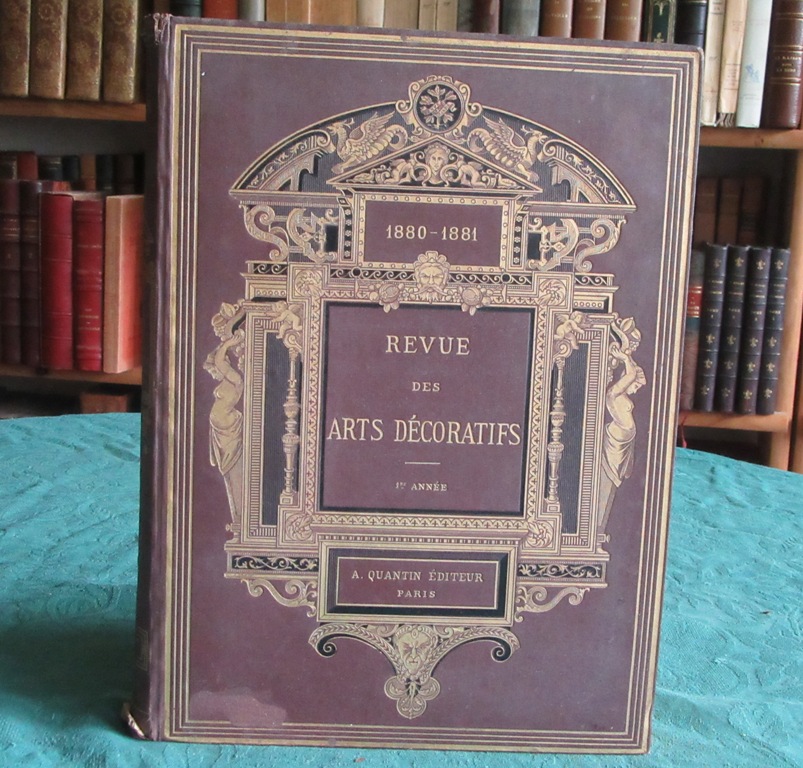 1880-1881
REVUE
DES
ARTS DÉCORATIFS
1RE ANNÉE
A. QUANTIN ÉDITEUR
PARIS